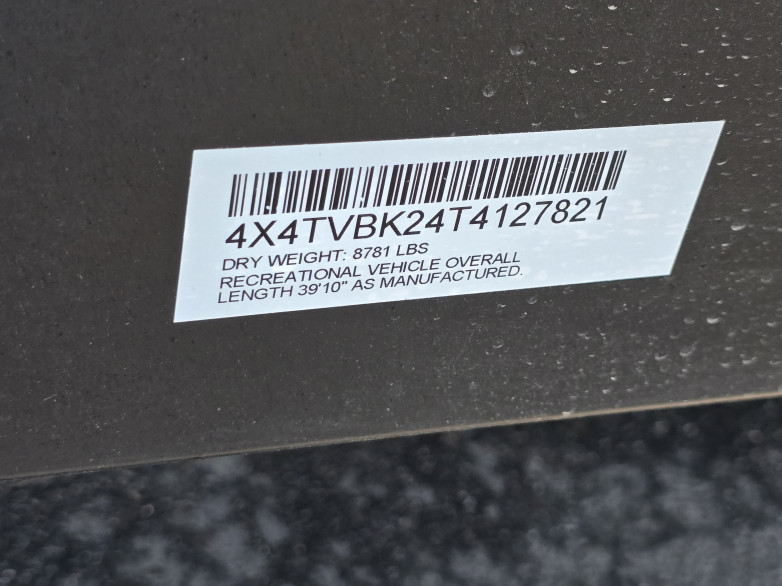 4X4TVBK24T4127821
DRY WEIGHT: 8781 LBS
RECREATIONAL VEHICLE OVERALL
LENGTH 39'10" AS MANUFACTURED.